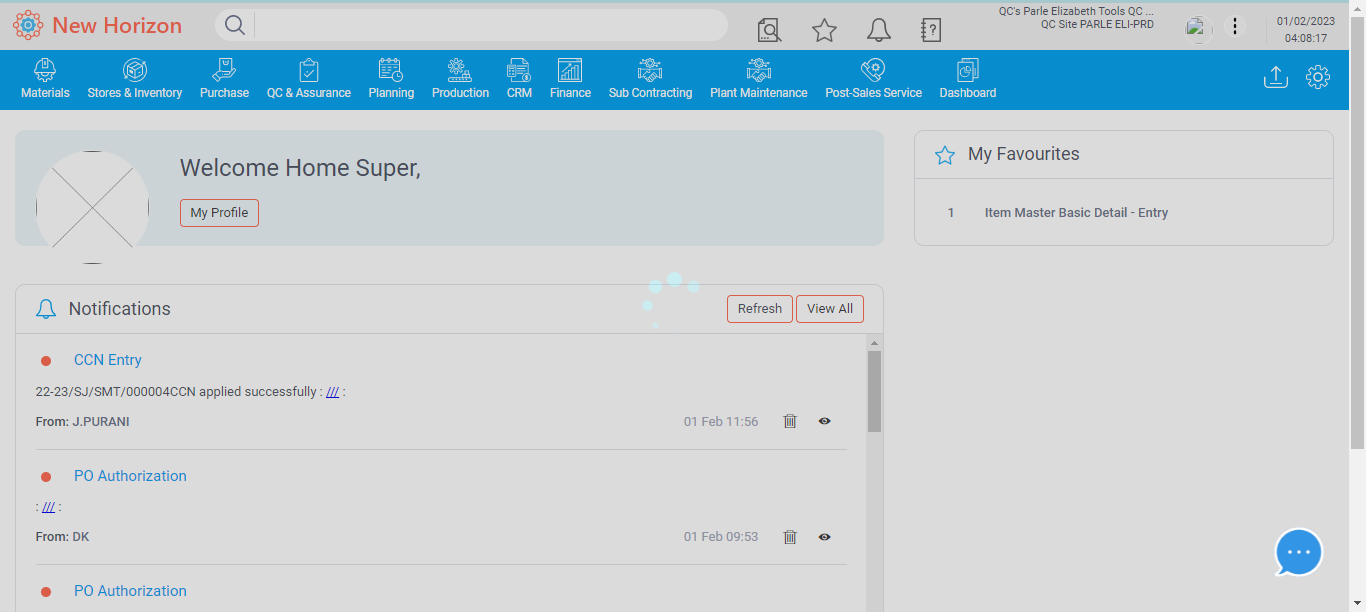 New Horizon
QC's Parle Elizabeth Tools QC ...
QC Site PARLE ELI-PRD
01/02/2023
04:08:17
Materials
Stores & Inventory
Purchase
QC & Assurance
Planning
Production
CRM
Finance
Sub Contracting
Plant Maintenance
Post-Sales Service
Dashboard
Welcome Home Super,
My Profile
My Favourites
1 Item Master Basic Detail - Entry
Notifications
Refresh
View All
CCN Entry
22-23/SJ/SMT/000004CCN applied successfully : /// :
From: J.PURANI
01 Feb 11:56
PO Authorization
: /// :
From: DK
01 Feb 09:53
PO Authorization